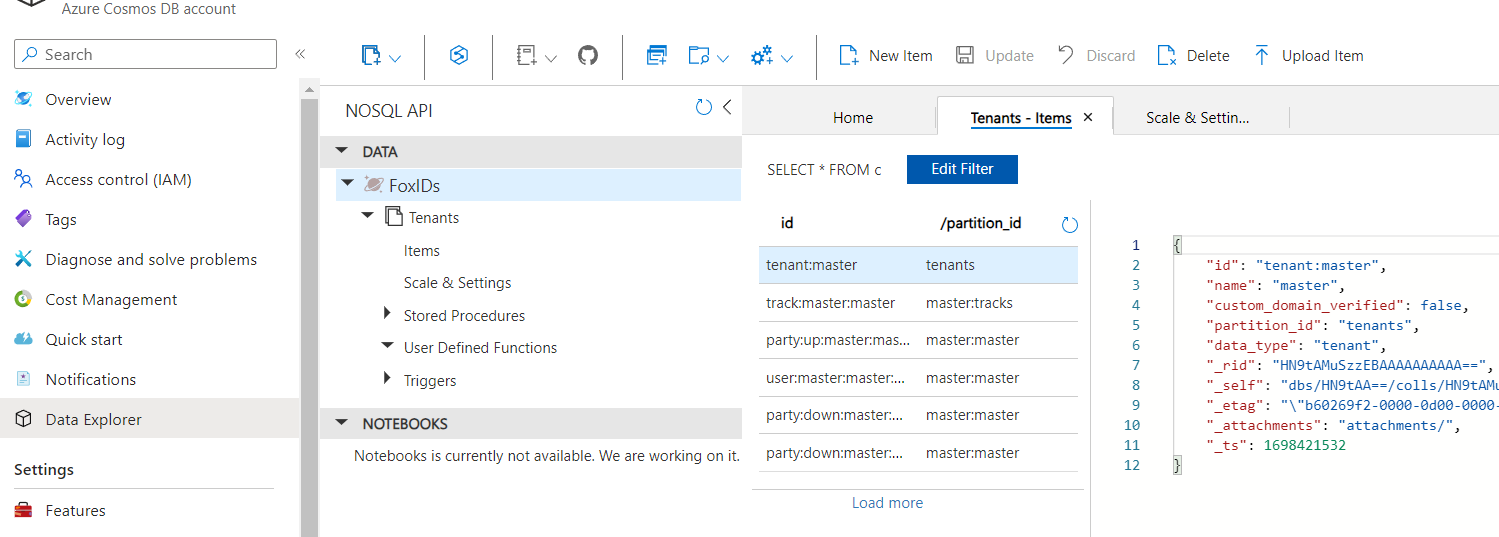 Azure Cosmos DB account
Search
Overview
Activity log
Access control (IAM)
Tags
Diagnose and solve problems
Cost Management
Quick start
Notifications
Data Explorer
Settings
Features
New Item
Update
Discard
Delete
Upload Item
NOSQL API
DATA
FoxIDs
Tenants
Items
Scale & Settings
Stored Procedures
User Defined Functions
Triggers
NOTEBOOKS
Notebooks is currently not available. We are working on it.
Home
Tenants - Items
Scale & Settin...
SELECT * FROM c
Edit Filter
id /partition_id
tenant:master tenants
track:master:master master:tracks
party:up:master:mas... master:master
user:master:master:... master:master
party:down:master:... master:master
party:down:master:... master:master
Load more
1 {
2 "id": "tenant:master",
3 "name": "master",
4 "custom_domain_verified": false,
5 "partition_id": "tenants",
6 "data_type": "tenant",
7 "_rid": "HN9tAMuSzzEBAAAAAAAAAA==",
8 "_self": "dbs/HN9tAA==/colls/HN9tAMu
9 "_etag": "\"b60269f2-0000-0d00-0000-
10 "_attachments": "attachments/",
11 "_ts": 1698421532
12 }